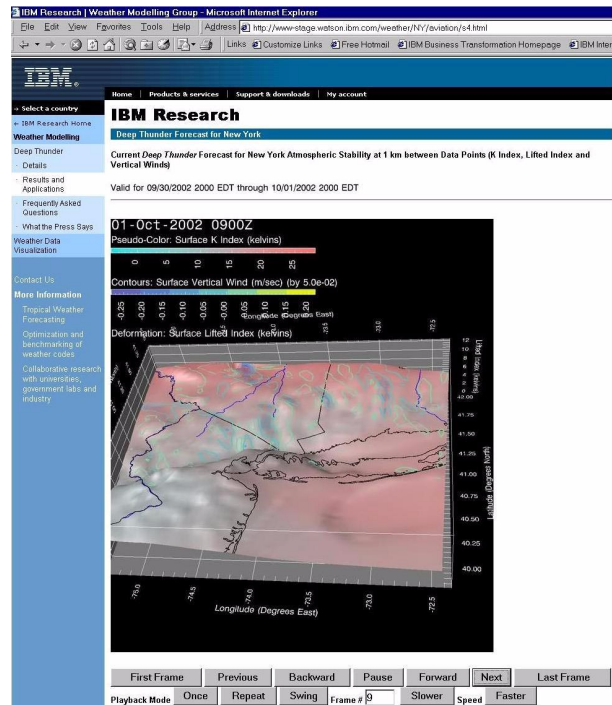 IBM Research | Weather Modelling Group - Microsoft Internet Explorer
File Edit View Favorites Tools Help Address http://www-stage.watson.ibm.com/weather/NY/aviation/s4.html
Links Customize Links Free Hotmail IBM Business Transformation Homepage IBM Inter
IBM
Home Products & services Support & downloads My account
Select a country
IBM Research Home
Weather Modelling
Deep Thunder
Details
Results and
Applications
Frequently Asked
Questions
What the Press Says
Weather Data
Visualization
Contact Us
More Information
Tropical Weather
Forecasting
Optimization and
benchmarking of
weather codes
Collaborative research
with universities,
government labs and
industry
IBM Research
Deep Thunder Forecast for New York
Current Deep Thunder Forecast for New York Atmospheric Stability at 1 km between Data Points (K Index, Lifted Index and
Vertical Winds)
Valid for 09/30/2002 2000 EDT through 10/01/2002 2000 EDT
01-Oct-2002 0900Z
Pseudo-Color: Surface K Index (kelvins)
0 5 10 15 20 25
Contours: Surface Vertical Wind (m/sec) (by 5.0e-02)
-0.25 -0.20 -0.15 -0.10 -0.05 -0.00 0.05 0.10 0.15 0.20
Longitude (Degrees East)
Deformation: Surface Lifted Index (kelvins)
-73.0 -72.5
12
10
8
6
4
2
0
Lifted Index (kelvins)
42.00
41.75
41.50
41.25
41.00
40.75
40.50
40.25
40.00
Latitude (Degrees North)
-75.0 -74.5 -74.0 -73.5 -73.0 -72.5
Longitude (Degrees East)
First Frame Previous Backward Pause Forward Next Last Frame
Playback Mode Once Repeat Swing Frame # 9 Slower Speed Faster